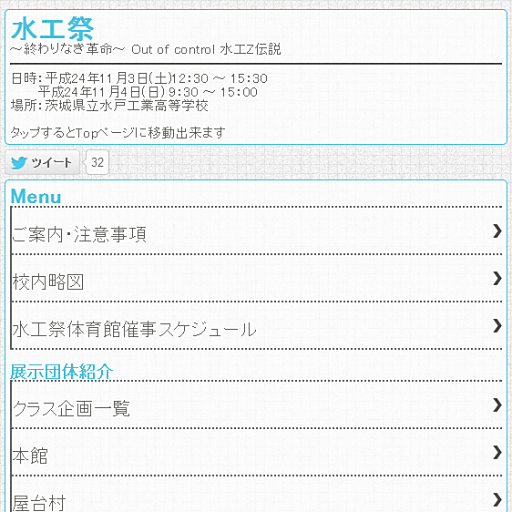 水工祭
～終わりなき革命～ Out of control 水工Z伝説
日時：平成24年11月3日(土)12：30 ～ 15：30
平成24年11月4日(日) 9：30 ～ 15：00
場所：茨城県立水戸工業高等学校
タップするとTopページに移動出来ます
ツイート 32
Menu
ご案内・注意事項
校内略図
水工祭体育館催事スケジュール
展示団体紹介
クラス企画一覧
本館
屋台村